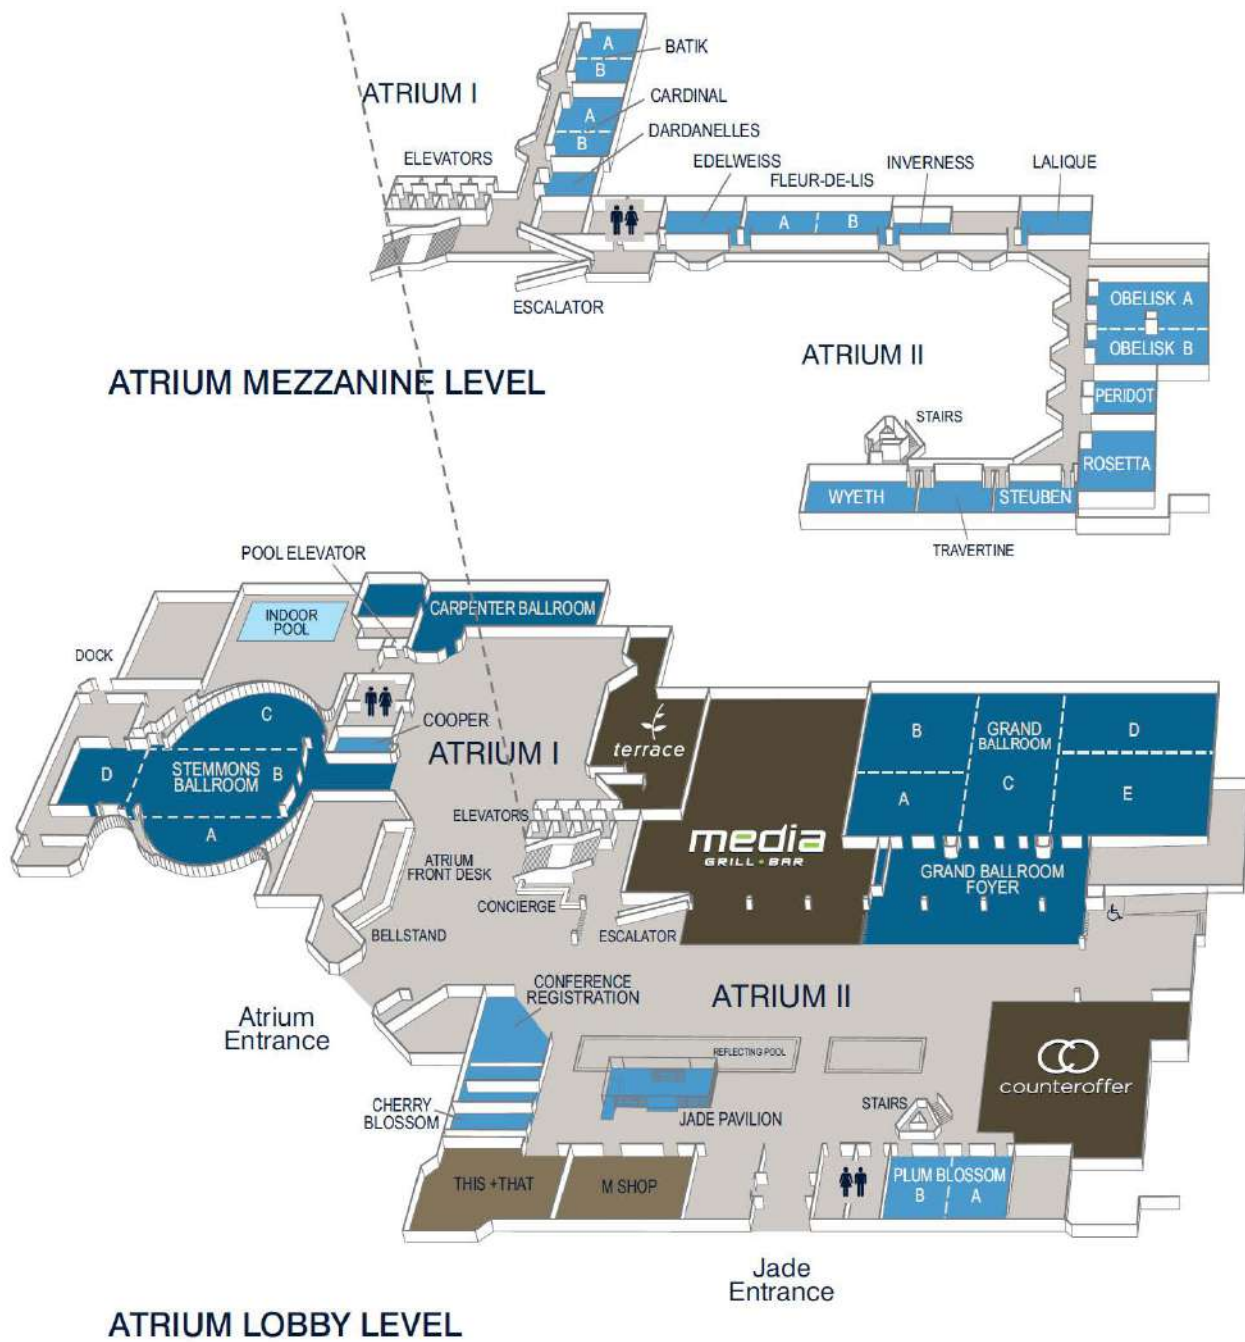 A
BATIK
B
ATRIUM I
CARDINAL
A
B
DARDANELLES
ELEVATORS
EDELWEISS
FLEUR-DE-LIS
INVERNESS
LALIQUE
A
B
ESCALATOR
OBELISK A
OBELISK B
ATRIUM II
ATRIUM MEZZANINE LEVEL
PERIDOT
STAIRS
ROSETTA
WYETH
STEUBEN
TRAVERTINE
POOL ELEVATOR
INDOOR
POOL
CARPENTER BALLROOM
DOCK
C
COOPER
ATRIUM I
terrace
D
STEMMONS
BALLROOM
B
A
B
GRAND
BALLROOM
D
A
C
E
ELEVATORS
media
GRILL • BAR
ATRIUM
FRONT DESK
GRAND BALLROOM
FOYER
CONCIERGE
BELLSTAND
ESCALATOR
CONFERENCE
REGISTRATION
ATRIUM II
Atrium
Entrance
REFLECTING POOL
counteroffer
CHERRY
BLOSSOM
JADE PAVILION
STAIRS
THIS +THAT
M SHOP
PLUM BLOSSOM
B
A
Jade
Entrance
ATRIUM LOBBY LEVEL